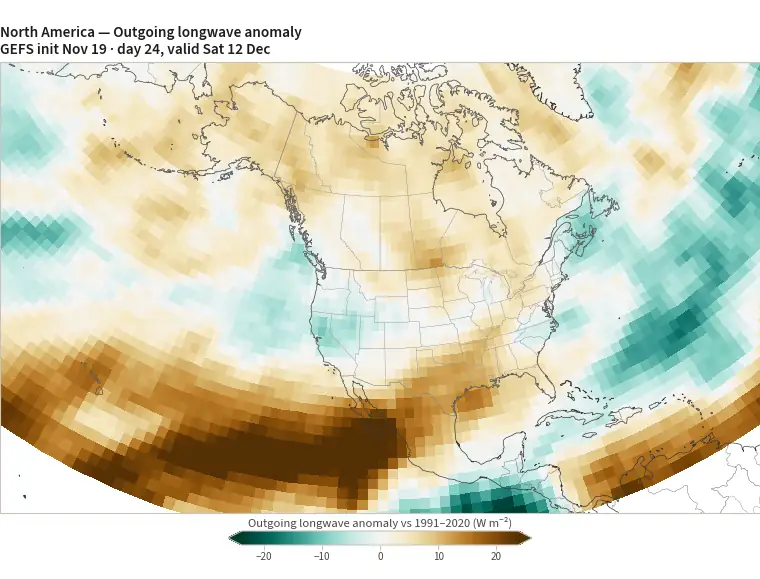 North America — Outgoing longwave anomaly
GEFS init Nov 19 · day 24, valid Sat 12 Dec
Outgoing longwave anomaly vs 1991–2020 (W m⁻²)
−20 −10 0 10 20